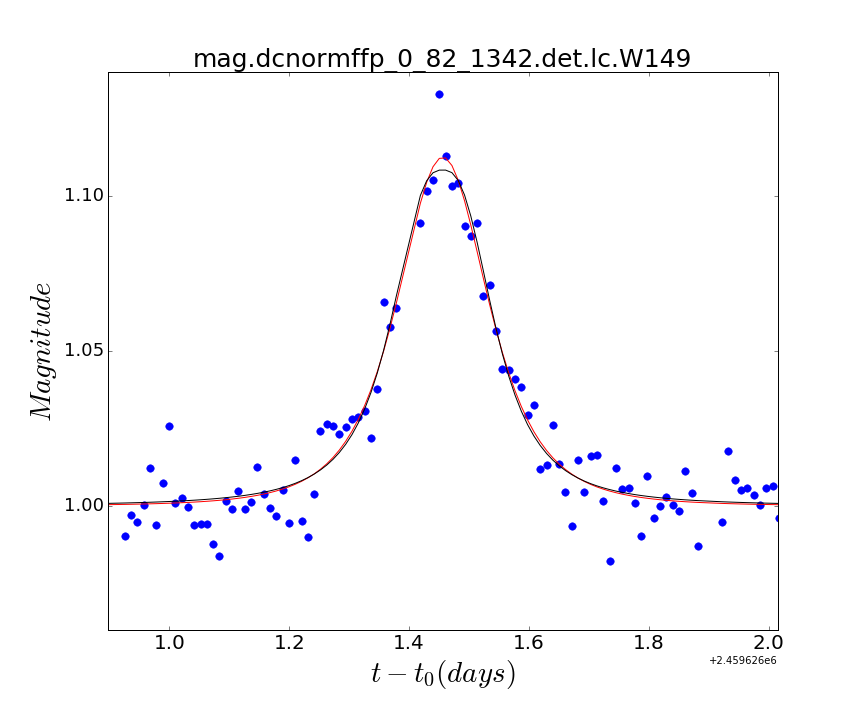 mag.dcnormffp_0_82_1342.det.lc.W149
Magnitude
1.10
1.05
1.00
1.0 1.2 1.4 1.6 1.8 2.0
+2.459626e6
t − t₀(days)